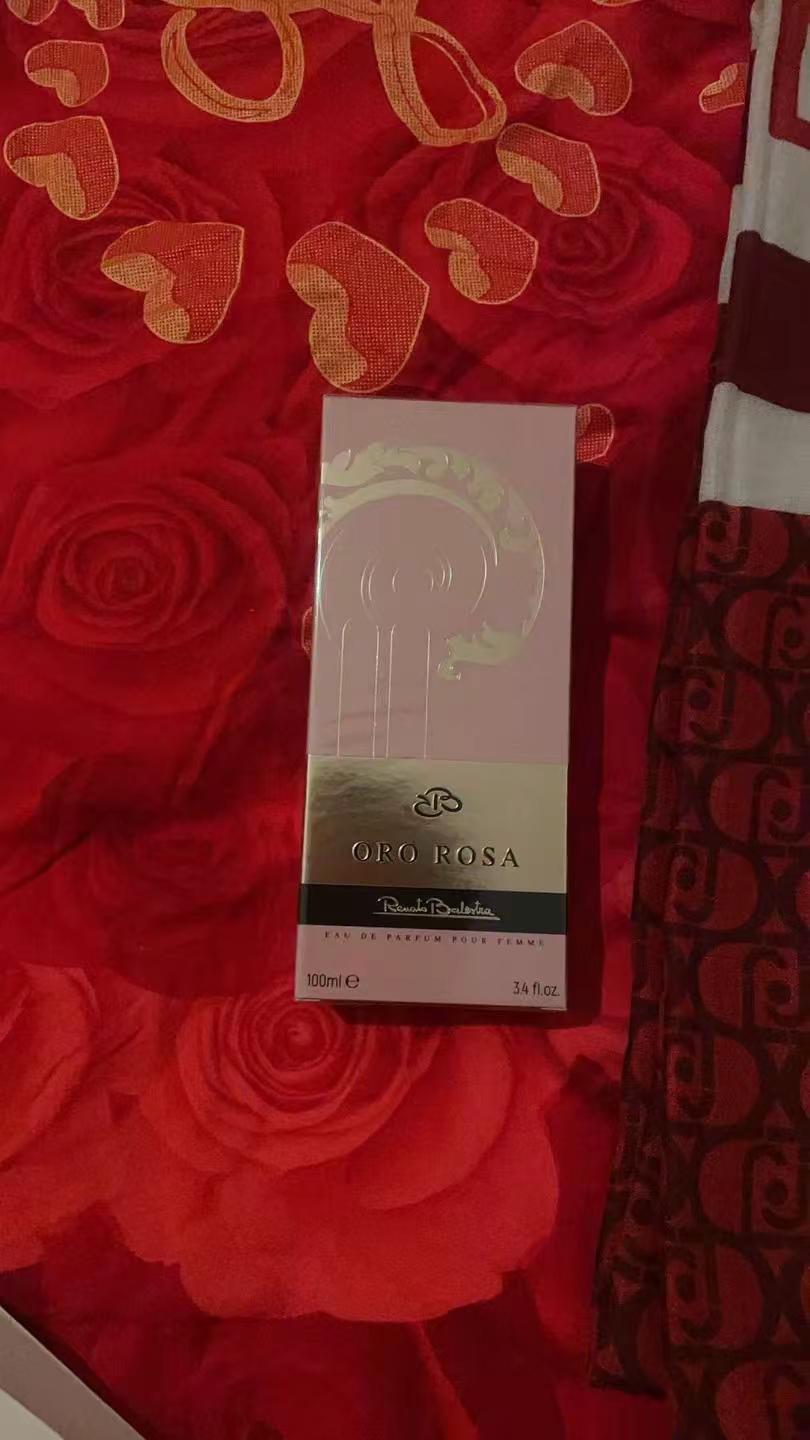 ORO ROSA
Renato Balestra
EAU DE PARFUM POUR FEMME
100ml ℮
3.4 fl.oz.